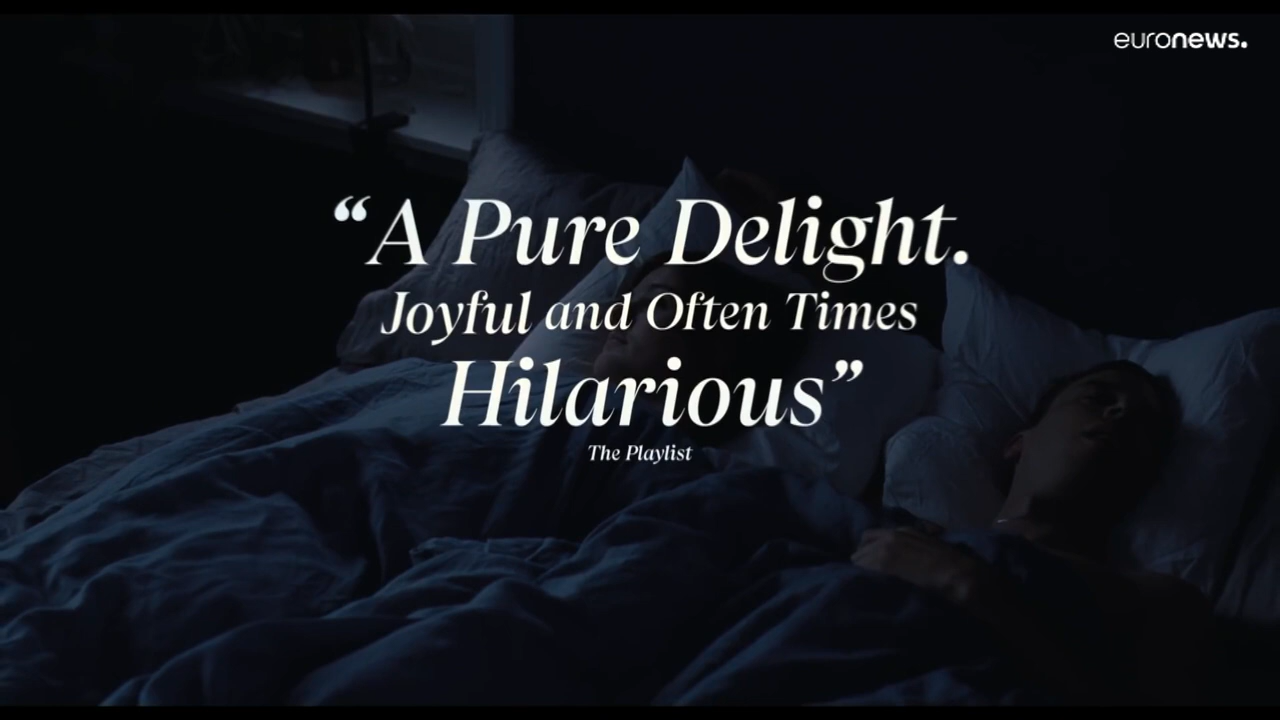 euronews.
“A Pure Delight.
Joyful and Often Times
Hilarious”
The Playlist